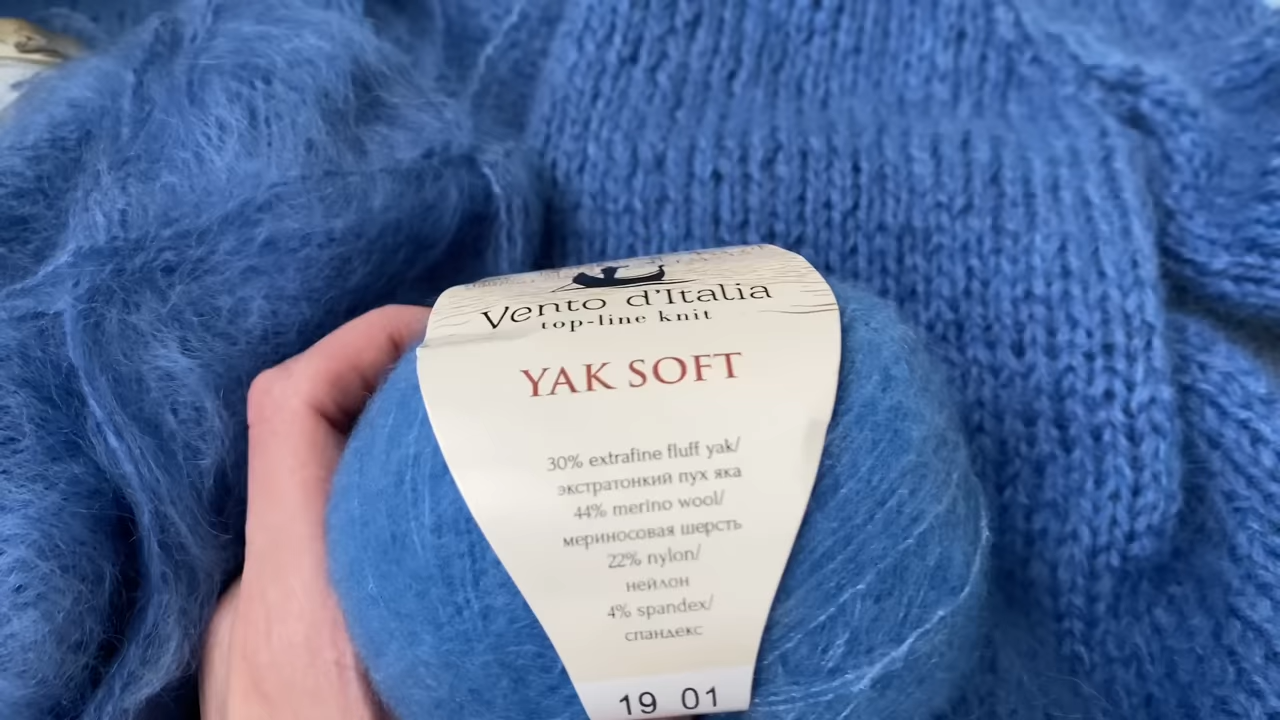 Vento d'Italia
top-line knit
YAK SOFT
30% extrafine fluff yak/
экстратонкий пух яка
44% merino wool/
мериносовая шерсть
22% nylon/
нейлон
4% spandex/
спандекс
19 01